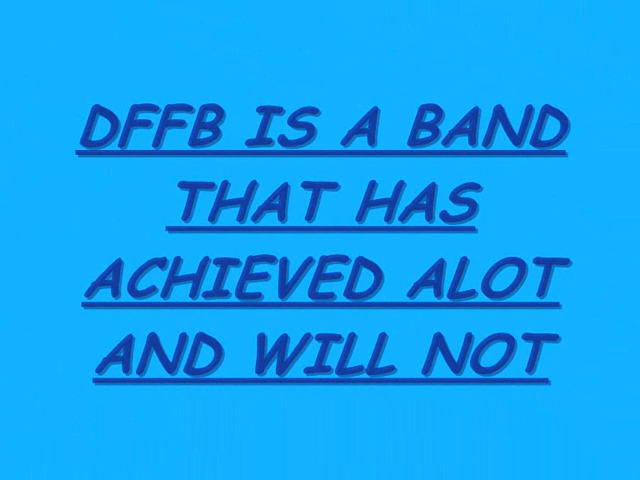 DFFB IS A BAND
THAT HAS
ACHIEVED ALOT
AND WILL NOT